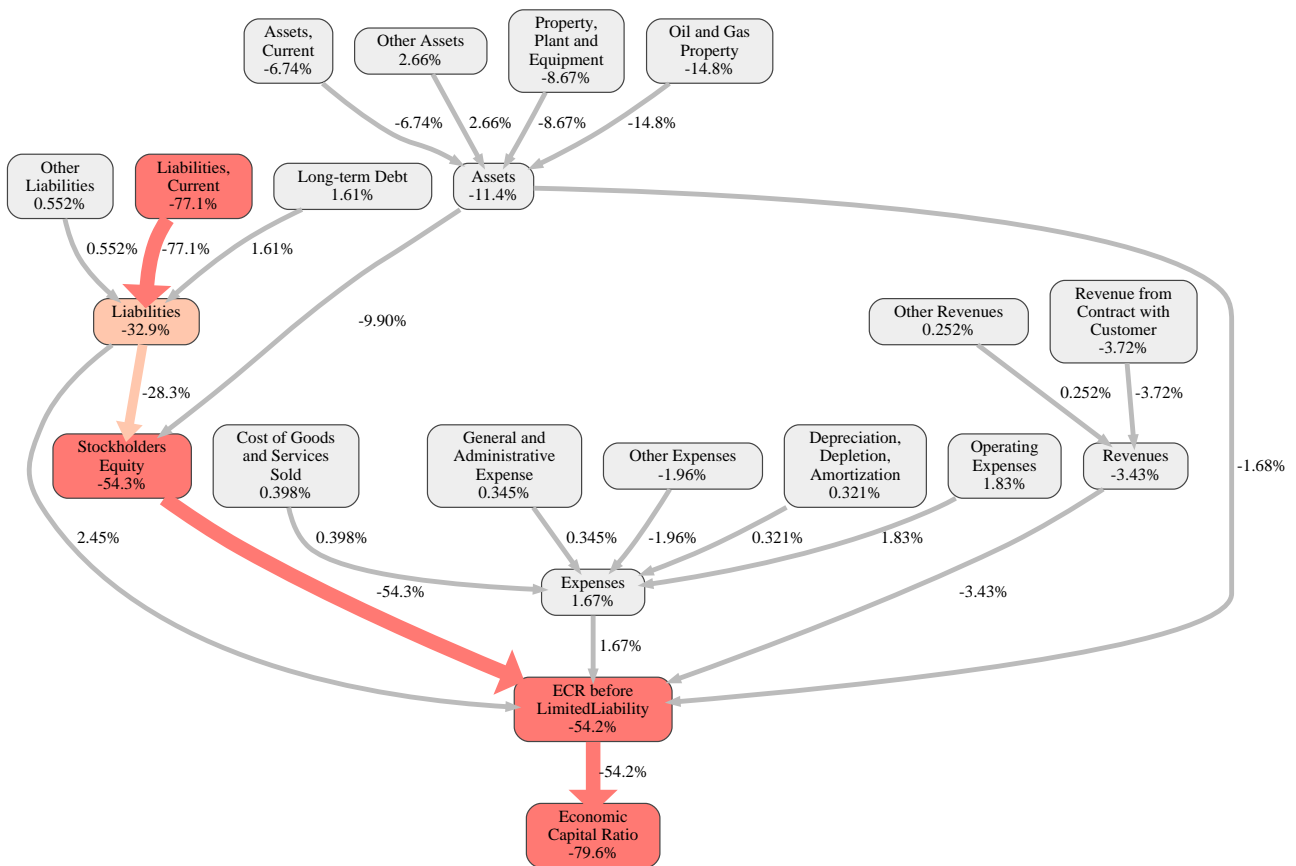 Assets,
Current
-6.74%
Other Assets
2.66%
Property,
Plant and
Equipment
-8.67%
Oil and Gas
Property
-14.8%
-6.74%
2.66%
-8.67%
-14.8%
Other
Liabilities
0.552%
Liabilities,
Current
-77.1%
Long-term Debt
1.61%
Assets
-11.4%
0.552%
-77.1%
1.61%
Liabilities
-32.9%
-9.90%
Other Revenues
0.252%
Revenue from
Contract with
Customer
-3.72%
-28.3%
0.252%
-3.72%
Stockholders
Equity
-54.3%
Cost of Goods
and Services
Sold
0.398%
General and
Administrative
Expense
0.345%
Other Expenses
-1.96%
Depreciation,
Depletion,
Amortization
0.321%
Operating
Expenses
1.83%
Revenues
-3.43%
-1.68%
2.45%
0.398%
0.345%
-1.96%
0.321%
1.83%
-54.3%
Expenses
1.67%
-3.43%
1.67%
ECR before
LimitedLiability
-54.2%
-54.2%
Economic
Capital Ratio
-79.6%